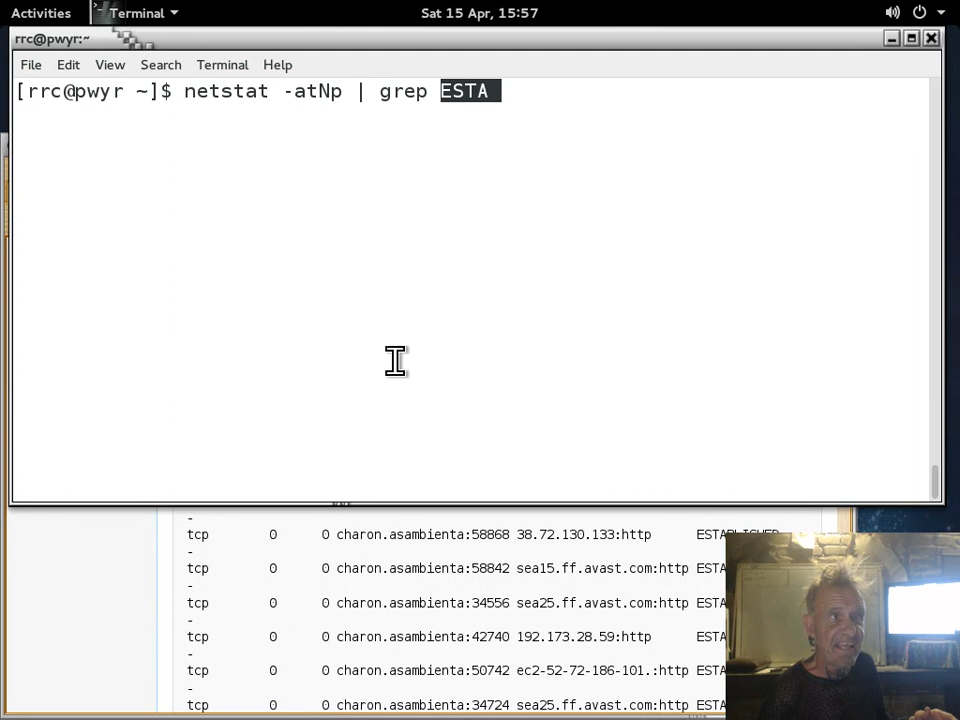 Activities Terminal Sat 15 Apr, 15:57
rrc@pwyr:~
File Edit View Search Terminal Help
[rrc@pwyr ~]$ netstat -atNp | grep ESTA
-
tcp 0 0 charon.asambienta:58868 38.72.130.133:http ESTABLISHED
-
tcp 0 0 charon.asambienta:58842 sea15.ff.avast.com:http ESTA
-
tcp 0 0 charon.asambienta:34556 sea25.ff.avast.com:http ESTA
-
tcp 0 0 charon.asambienta:42740 192.173.28.59:http ESTA
-
tcp 0 0 charon.asambienta:50742 ec2-52-72-186-101.:http ESTA
-
tcp 0 0 charon.asambienta:34724 sea25.ff.avast.com:http ESTA